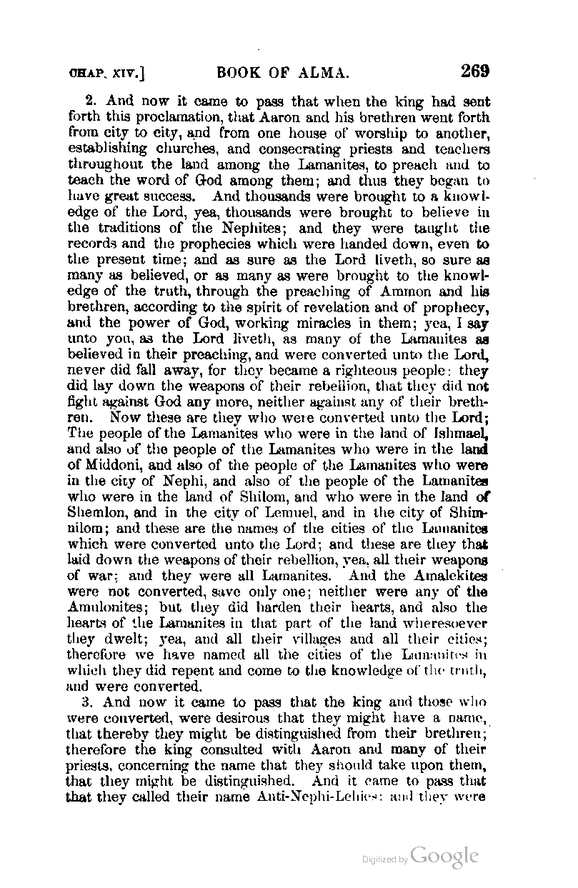 CHAP. XIV.] BOOK OF ALMA. 269
2. And now it came to pass that when the king had sent
forth this proclamation, that Aaron and his brethren went forth
from city to city, and from one house of worship to another,
establishing churches, and consecrating priests and teachers
throughout the land among the Lamanites, to preach and to
teach the word of God among them; and thus they began to
have great success. And thousands were brought to a knowl-
edge of the Lord, yea, thousands were brought to believe in
the traditions of the Nephites; and they were taught the
records and the prophecies which were handed down, even to
the present time; and as sure as the Lord liveth, so sure as
many as believed, or as many as were brought to the knowl-
edge of the truth, through the preaching of Ammon and his
brethren, according to the spirit of revelation and of prophecy,
and the power of God, working miracles in them; yea, I say
unto you, as the Lord liveth, as many of the Lamanites as
believed in their preaching, and were converted unto the Lord,
never did fall away, for they became a righteous people: they
did lay down the weapons of their rebellion, that they did not
fight against God any more, neither against any of their breth-
ren. Now these are they who were converted unto the Lord;
The people of the Lamanites who were in the land of Ishmael,
and also of the people of the Lamanites who were in the land
of Middoni, and also of the people of the Lamanites who were
in the city of Nephi, and also of the people of the Lamanites
who were in the land of Shilom, and who were in the land of
Shemlon, and in the city of Lemuel, and in the city of Shim-
nilom; and these are the names of the cities of the Lamanites
which were converted unto the Lord; and these are they that
laid down the weapons of their rebellion, yea, all their weapons
of war; and they were all Lamanites. And the Amalekites
were not converted, save only one; neither were any of the
Amulonites; but they did harden their hearts, and also the
hearts of the Lamanites in that part of the land wheresoever
they dwelt; yea, and all their villages and all their cities;
therefore we have named all the cities of the Lamanites in
which they did repent and come to the knowledge of the truth,
and were converted.
3. And now it came to pass that the king and those who
were converted, were desirous that they might have a name,
that thereby they might be distinguished from their brethren;
therefore the king consulted with Aaron and many of their
priests, concerning the name that they should take upon them,
that they might be distinguished. And it came to pass that
that they called their name Anti-Nephi-Lehies; and they were
Digitized by Google